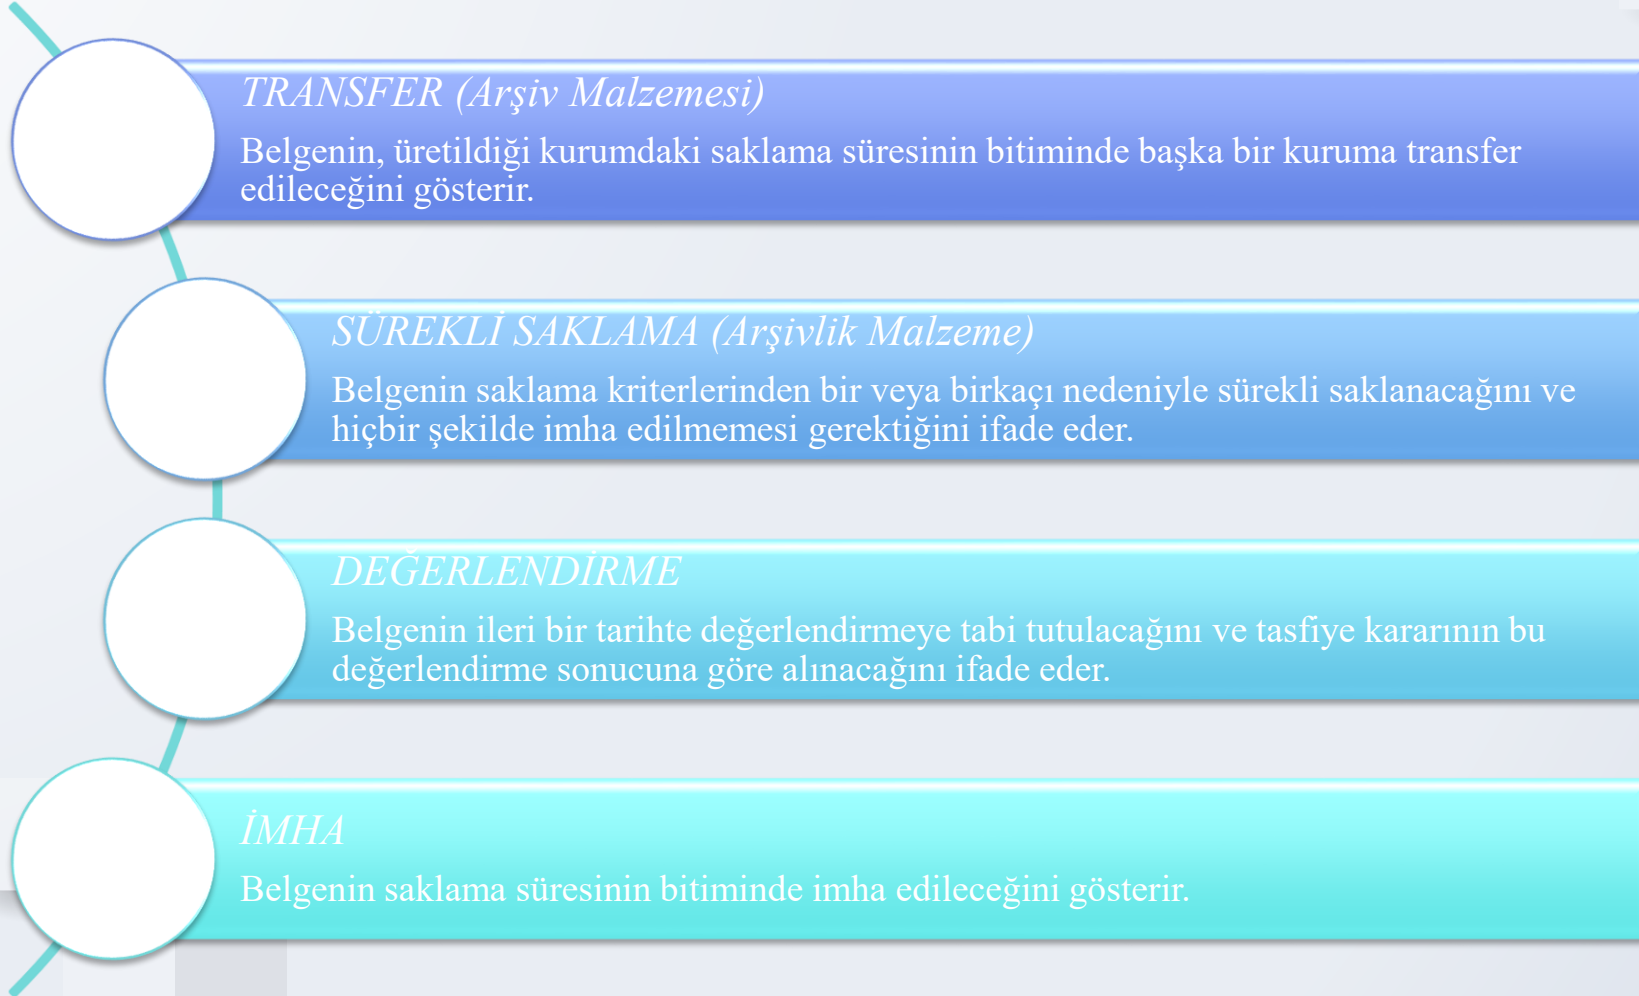 TRANSFER (Arşiv Malzemesi)
Belgenin, üretildiği kurumdaki saklama süresinin bitiminde başka bir kuruma transfer
edileceğini gösterir.
SÜREKLİ SAKLAMA (Arşivlik Malzeme)
Belgenin saklama kriterlerinden bir veya birkaçı nedeniyle sürekli saklanacağını ve
hiçbir şekilde imha edilmemesi gerektiğini ifade eder.
DEĞERLENDİRME
Belgenin ileri bir tarihte değerlendirmeye tabi tutulacağını ve tasfiye kararının bu
değerlendirme sonucuna göre alınacağını ifade eder.
İMHA
Belgenin saklama süresinin bitiminde imha edileceğini gösterir.